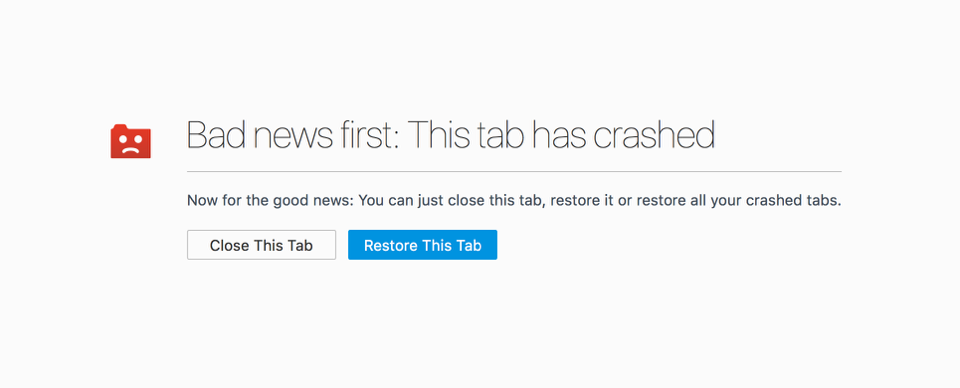 Bad news first: This tab has crashed
Now for the good news: You can just close this tab, restore it or restore all your crashed tabs.
Close This Tab
Restore This Tab